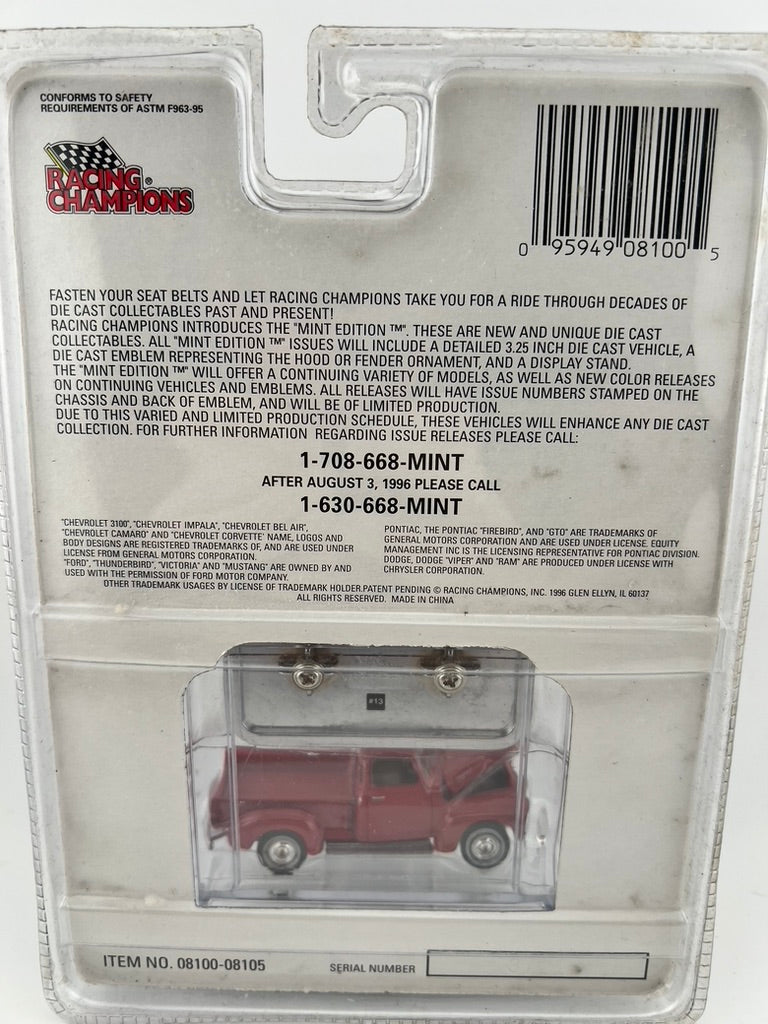 CONFORMS TO SAFETY
REQUIREMENTS OF ASTM F963-95
RACING®
CHAMPIONS
0 95949 08100 5
FASTEN YOUR SEAT BELTS AND LET RACING CHAMPIONS TAKE YOU FOR A RIDE THROUGH DECADES OF
DIE CAST COLLECTABLES PAST AND PRESENT!
RACING CHAMPIONS INTRODUCES THE "MINT EDITION ™". THESE ARE NEW AND UNIQUE DIE CAST
COLLECTABLES. ALL "MINT EDITION ™" ISSUES WILL INCLUDE A DETAILED 3.25 INCH DIE CAST VEHICLE, A
DIE CAST EMBLEM REPRESENTING THE HOOD OR FENDER ORNAMENT, AND A DISPLAY STAND.
THE "MINT EDITION ™" WILL OFFER A CONTINUING VARIETY OF MODELS, AS WELL AS NEW COLOR RELEASES
ON CONTINUING VEHICLES AND EMBLEMS. ALL RELEASES WILL HAVE ISSUE NUMBERS STAMPED ON THE
CHASSIS AND BACK OF EMBLEM, AND WILL BE OF LIMITED PRODUCTION.
DUE TO THIS VARIED AND LIMITED PRODUCTION SCHEDULE, THESE VEHICLES WILL ENHANCE ANY DIE CAST
COLLECTION. FOR FURTHER INFORMATION REGARDING ISSUE RELEASES PLEASE CALL:
1-708-668-MINT
AFTER AUGUST 3, 1996 PLEASE CALL
1-630-668-MINT
"CHEVROLET 3100", "CHEVROLET IMPALA", "CHEVROLET BEL AIR",
"CHEVROLET CAMARO" AND "CHEVROLET CORVETTE' NAME, LOGOS AND
BODY DESIGNS ARE REGISTERED TRADEMARKS OF, AND ARE USED UNDER
LICENSE FROM GENERAL MOTORS CORPORATION.
"FORD", "THUNDERBIRD", "VICTORIA" AND "MUSTANG" ARE OWNED BY AND
USED WITH THE PERMISSION OF FORD MOTOR COMPANY.
PONTIAC, THE PONTIAC "FIREBIRD", AND "GTO" ARE TRADEMARKS OF
GENERAL MOTORS CORPORATION AND ARE USED UNDER LICENSE. EQUITY
MANAGEMENT INC IS THE LICENSING REPRESENTATIVE FOR PONTIAC DIVISION.
DODGE, DODGE "VIPER" AND "RAM" ARE PRODUCED UNDER LICENSE WITH
CHRYSLER CORPORATION.
OTHER TRADEMARK USAGES BY LICENSE OF TRADEMARK HOLDER.PATENT PENDING © RACING CHAMPIONS, INC. 1996 GLEN ELLYN, IL 60137
ALL RIGHTS RESERVED. MADE IN CHINA
#13
ITEM NO. 08100-08105
SERIAL NUMBER